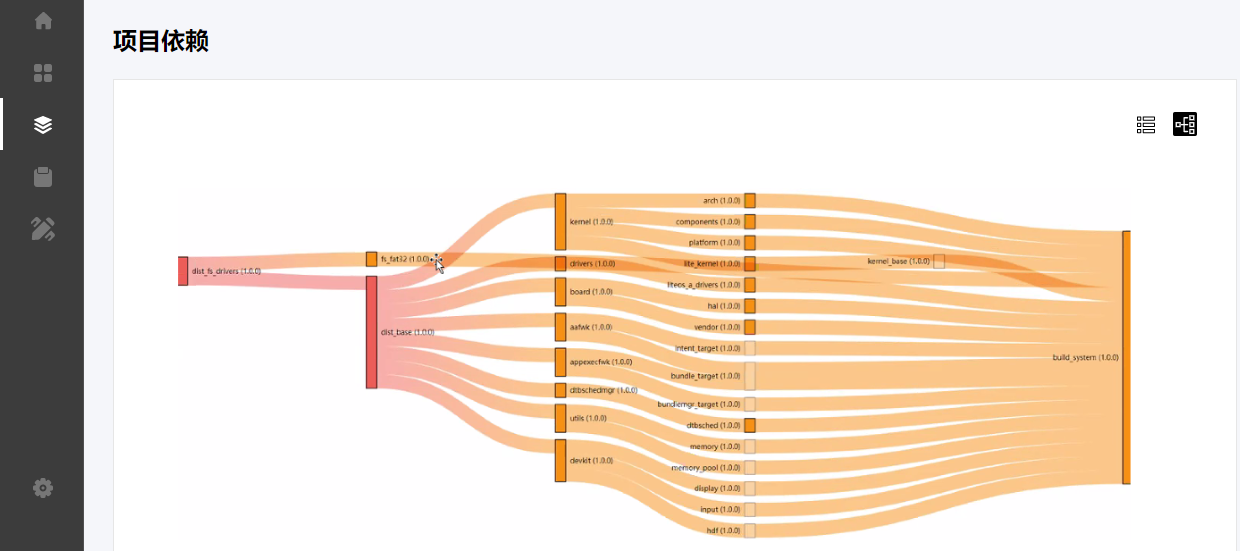 项目依赖
dist_fs_drivers (1.0.0)
fs_fat32 (1.0.0)
dist_base (1.0.0)
kernel (1.0.0)
drivers (1.0.0)
board (1.0.0)
aafwk (1.0.0)
appexecfwk (1.0.0)
dtbschedmgr (1.0.0)
utils (1.0.0)
devkit (1.0.0)
arch (1.0.0)
components (1.0.0)
platform (1.0.0)
lite_kernel (1.0.0)
liteos_a_drivers (1.0.0)
hal (1.0.0)
vendor (1.0.0)
intent_target (1.0.0)
bundle_target (1.0.0)
bundlemgr_target (1.0.0)
dtbsched (1.0.0)
memory (1.0.0)
memory_pool (1.0.0)
display (1.0.0)
input (1.0.0)
hdf (1.0.0)
kernel_base (1.0.0)
build_system (1.0.0)